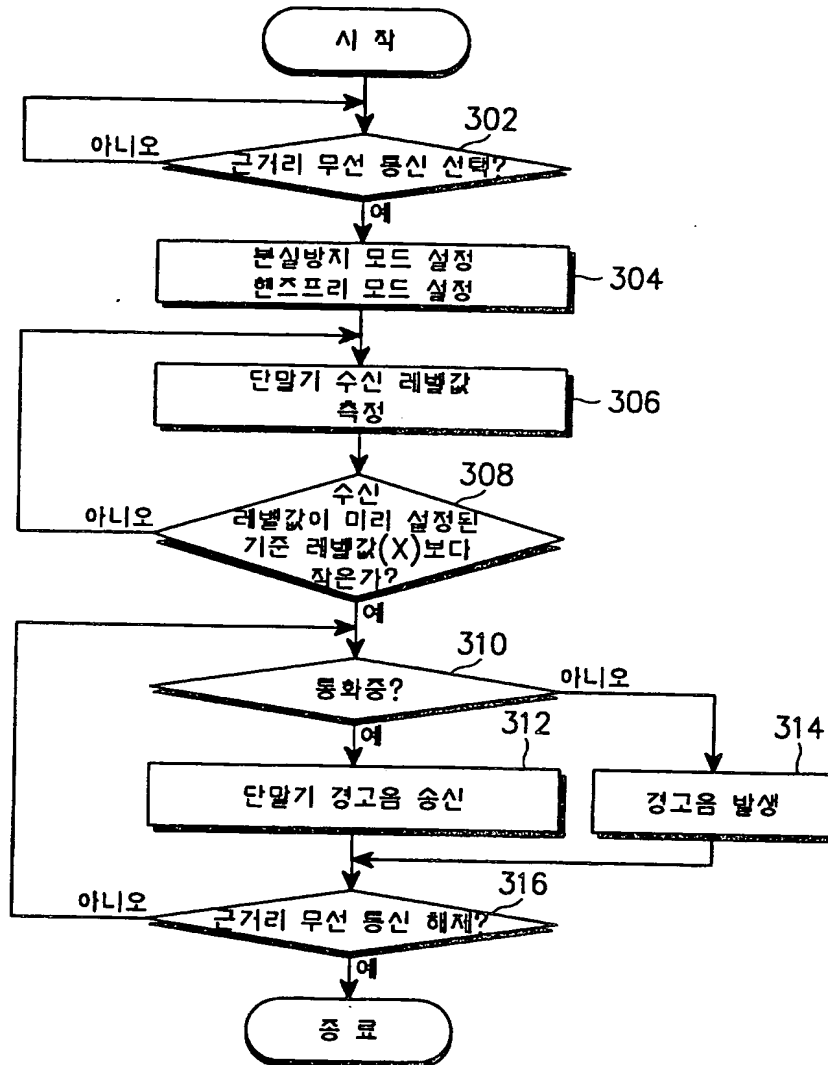 시 작
302
아니오
근거리 무선 통신 선택?
예
분실방지 모드 설정
핸즈프리 모드 설정
304
단말기 수신 레벨값
측정
306
308
수신
아니오
레벨값이 미리 설정된
기준 레벨값(X)보다
작은가?
예
310
통화중?
아니오
예
312
314
단말기 경고음 송신
경고음 발생
316
아니오
근거리 무선 통신 해제?
예
종 료